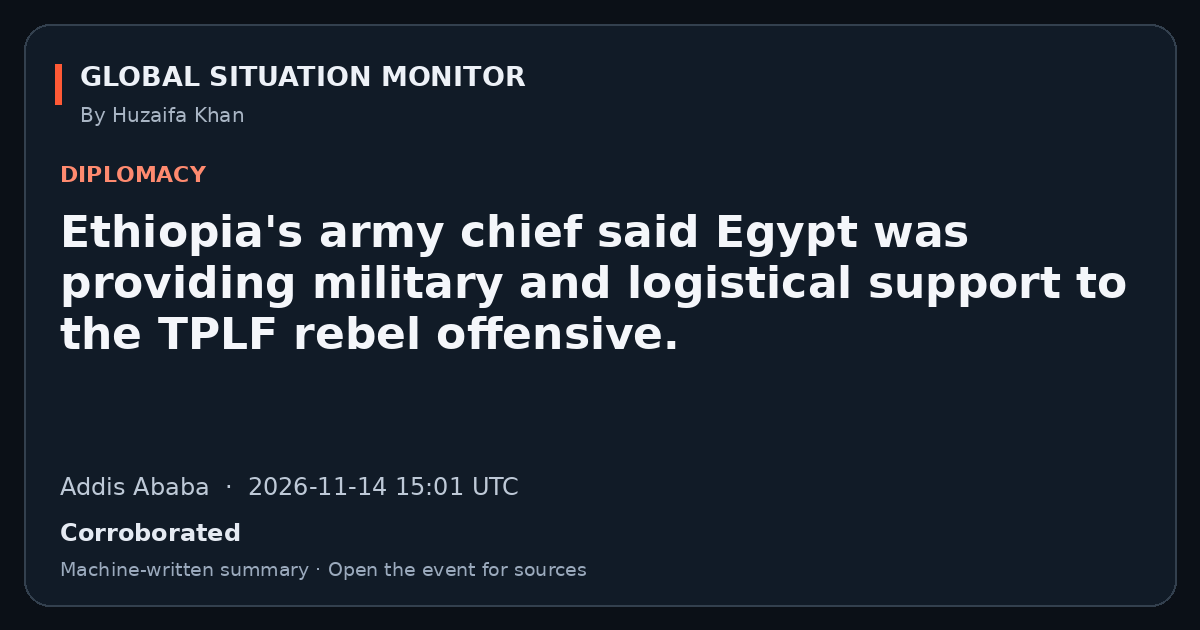 GLOBAL SITUATION MONITOR
By Huzaifa Khan
DIPLOMACY
Ethiopia's army chief said Egypt was
providing military and logistical support to
the TPLF rebel offensive.
Addis Ababa · 2026-11-14 15:01 UTC
Corroborated
Machine-written summary · Open the event for sources